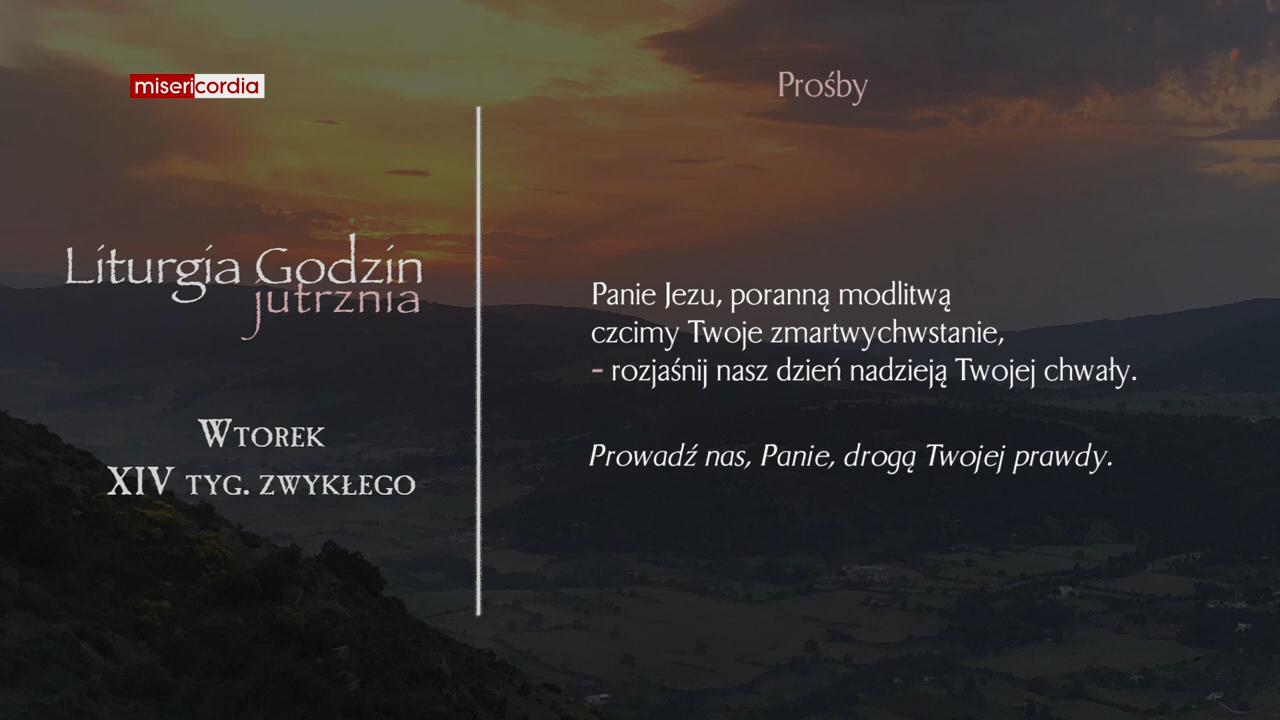 misericordia
Liturgia Godzin
jutrznia
Wtorek
XIV tyg. zwykłego
Prośby
Panie Jezu, poranną modlitwą
czcimy Twoje zmartwychwstanie,
- rozjaśnij nasz dzień nadzieją Twojej chwały.
Prowadź nas, Panie, drogą Twojej prawdy.